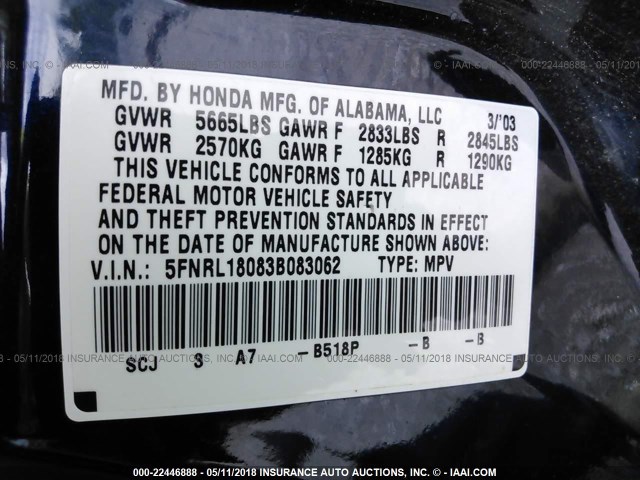 MFD. BY HONDA MFG. OF ALABAMA, LLC 3/'03
GVWR 5665LBS GAWR F 2833LBS R 2845LBS
GVWR 2570KG GAWR F 1285KG R 1290KG
THIS VEHICLE CONFORMS TO ALL APPLICABLE
FEDERAL MOTOR VEHICLE SAFETY
AND THEFT PREVENTION STANDARDS IN EFFECT
ON THE DATE OF MANUFACTURE SHOWN ABOVE:
V.I.N.: 5FNRL18083B083062 TYPE: MPV
SCJ S A7 -B518P -B -B
000-22446888 - 05/11/2018 INSURANCE AUTO AUCTIONS, INC. © - IAAI.COM